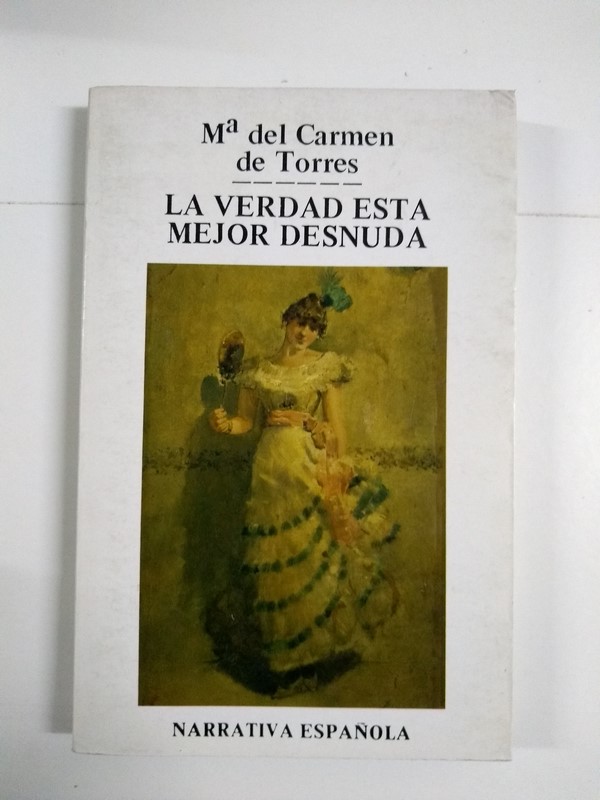 Mª del Carmen
de Torres
LA VERDAD ESTA
MEJOR DESNUDA
NARRATIVA ESPAÑOLA